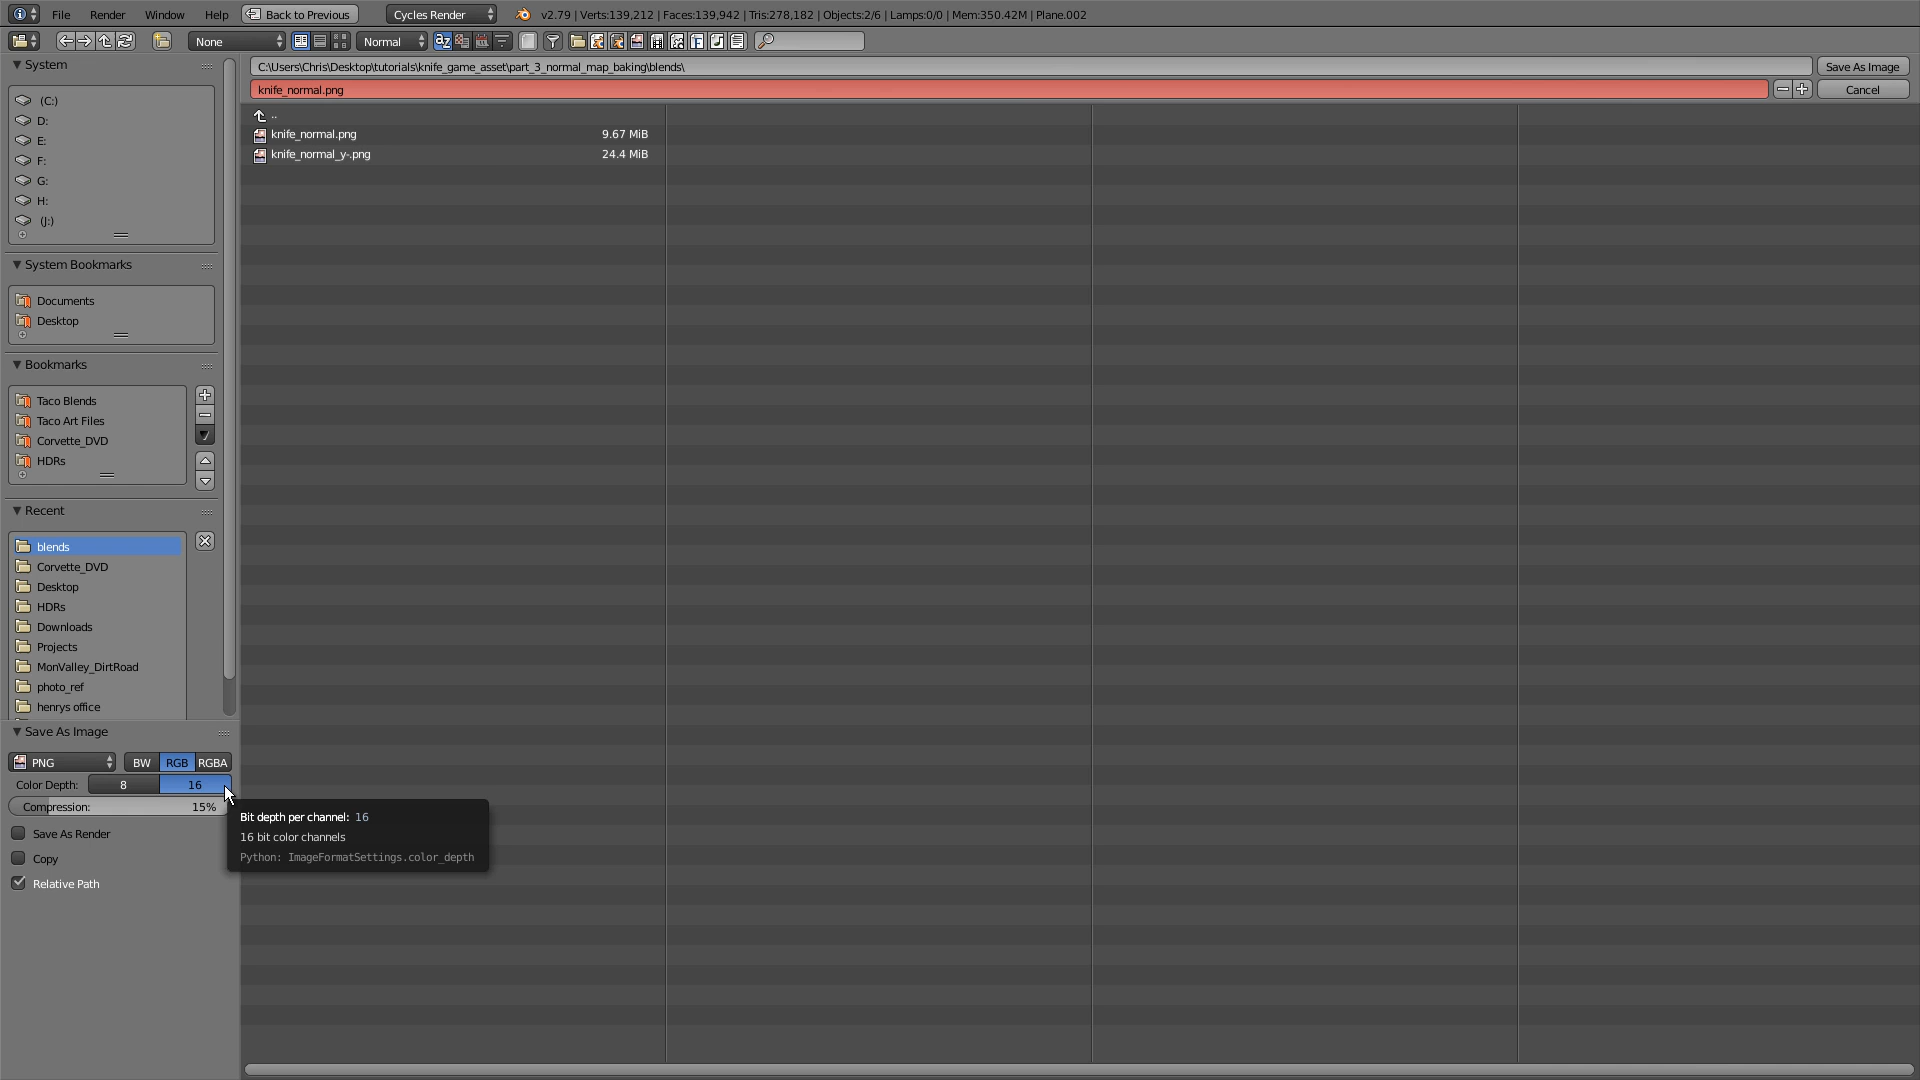 File Render Window Help Back to Previous Cycles Render v2.79 | Verts:139,212 | Faces:139,942 | Tris:278,182 | Objects:2/6 | Lamps:0/0 | Mem:350.42M | Plane.002
None Normal
System
(C:)
D:
E:
F:
G:
H:
(J:)
System Bookmarks
Documents
Desktop
Bookmarks
Taco Blends
Taco Art Files
Corvette_DVD
HDRs
Recent
blends
Corvette_DVD
Desktop
HDRs
Downloads
Projects
MonValley_DirtRoad
photo_ref
henrys office
Save As Image
PNG BW RGB RGBA
Color Depth: 8 16
Compression: 15%
Save As Render
Copy
Relative Path
C:\Users\Chris\Desktop\tutorials\knife_game_asset\part_3_normal_map_baking\blends\ Save As Image
knife_normal.png Cancel
..
knife_normal.png 9.67 MiB
knife_normal_y-.png 24.4 MiB
Bit depth per channel: 16
16 bit color channels
Python: ImageFormatSettings.color_depth